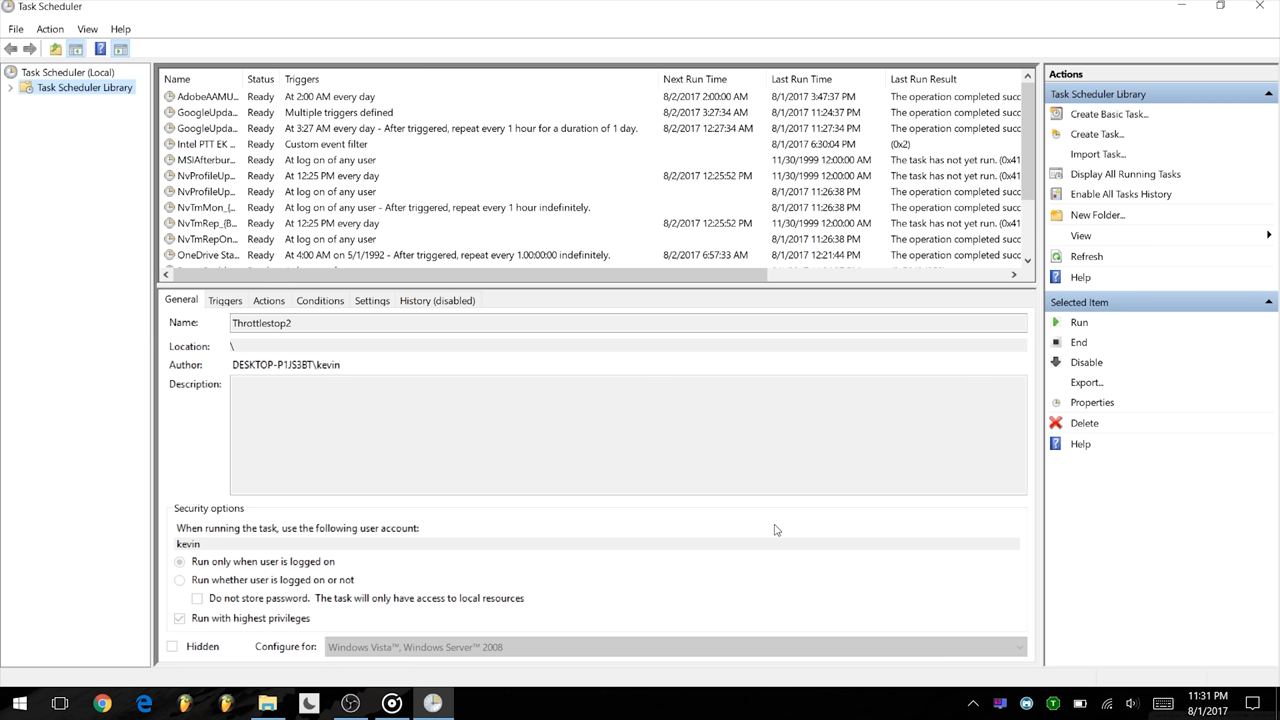 Task Scheduler
File Action View Help
Task Scheduler (Local)
Task Scheduler Library
Name Status Triggers Next Run Time Last Run Time Last Run Result
AdobeAAMU... Ready At 2:00 AM every day 8/2/2017 2:00:00 AM 8/1/2017 3:47:37 PM The operation completed succ
GoogleUpda... Ready Multiple triggers defined 8/2/2017 3:27:34 AM 8/1/2017 11:24:37 PM The operation completed succ
GoogleUpda... Ready At 3:27 AM every day - After triggered, repeat every 1 hour for a duration of 1 day. 8/2/2017 12:27:34 AM 8/1/2017 11:27:34 PM The operation completed succ
Intel PTT EK ... Ready Custom event filter 8/1/2017 6:30:04 PM (0x2)
MSIAfterbur... Ready At log on of any user 11/30/1999 12:00:00 AM The task has not yet run. (0x41
NvProfileUp... Ready At 12:25 PM every day 8/2/2017 12:25:52 PM 11/30/1999 12:00:00 AM The task has not yet run. (0x41
NvProfileUp... Ready At log on of any user 8/1/2017 11:26:38 PM The operation completed succ
NvTmMon_{... Ready At log on of any user - After triggered, repeat every 1 hour indefinitely. 8/1/2017 11:26:38 PM The operation completed succ
NvTmRep_{B... Ready At 12:25 PM every day 8/2/2017 12:25:52 PM 11/30/1999 12:00:00 AM The task has not yet run. (0x41
NvTmRepOn... Ready At log on of any user 8/1/2017 11:26:38 PM The operation completed succ
OneDrive Sta... Ready At 4:00 AM on 5/1/1992 - After triggered, repeat every 1.00:00:00 indefinitely. 8/2/2017 6:57:33 AM 8/1/2017 12:21:44 PM The operation completed succ
General Triggers Actions Conditions Settings History (disabled)
Name: Throttlestop2
Location: \
Author: DESKTOP-P1JS3BT\kevin
Description:
Security options
When running the task, use the following user account:
kevin
Run only when user is logged on
Run whether user is logged on or not
Do not store password. The task will only have access to local resources
Run with highest privileges
Hidden Configure for: Windows Vista™, Windows Server™ 2008
Actions
Task Scheduler Library
Create Basic Task...
Create Task...
Import Task...
Display All Running Tasks
Enable All Tasks History
New Folder...
View
Refresh
Help
Selected Item
Run
End
Disable
Export...
Properties
Delete
Help
11:31 PM
8/1/2017